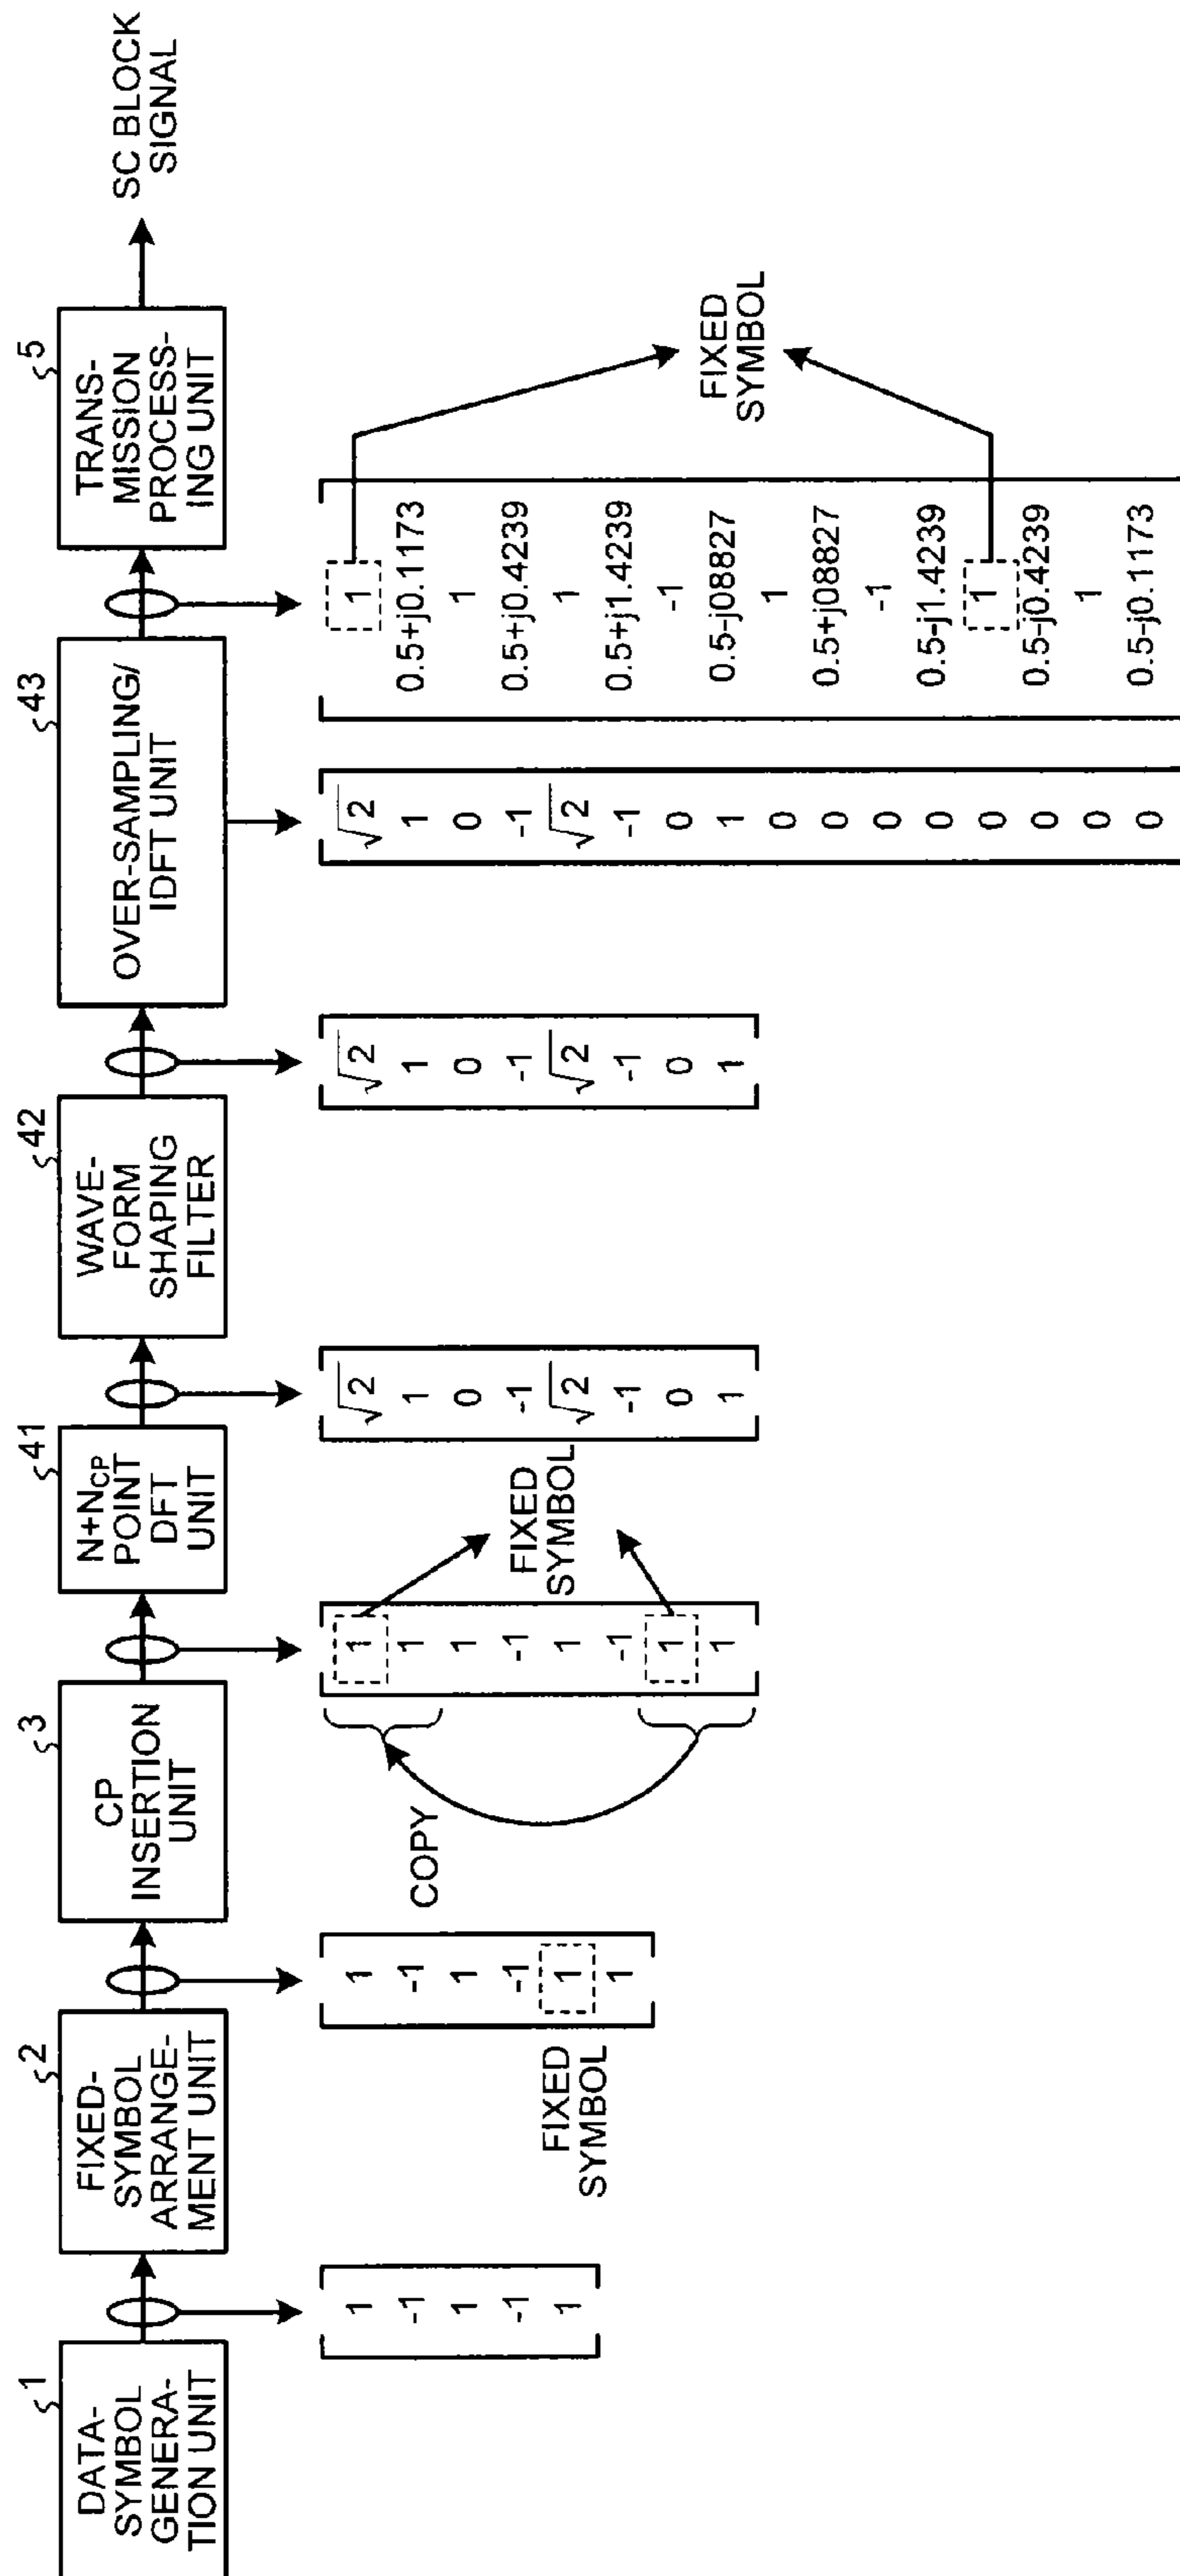 1
DATA-
SYMBOL
GENERA-
TION UNIT
1
-1
1
-1
1
2
FIXED-
SYMBOL
ARRANGE-
MENT UNIT
1
-1
1
-1
1
1
FIXED
SYMBOL
3
CP
INSERTION
UNIT
1
1
1
-1
1
-1
1
1
COPY
FIXED
SYMBOL
41
N+NCP
POINT
DFT
UNIT
√2
1
0
-1
√2
-1
0
1
42
WAVE-
FORM
SHAPING
FILTER
√2
1
0
-1
√2
-1
0
1
43
OVER-SAMPLING/
IDFT UNIT
√2
1
0
-1
√2
-1
0
1
0
0
0
0
0
0
0
0
1
0.5+j0.1173
1
0.5+j0.4239
1
0.5+j1.4239
-1
0.5-j08827
1
0.5+j08827
-1
0.5-j1.4239
1
0.5-j0.4239
1
0.5-j0.1173
FIXED
SYMBOL
5
TRANS-
MISSION
PROCESS-
ING UNIT
SC BLOCK
SIGNAL